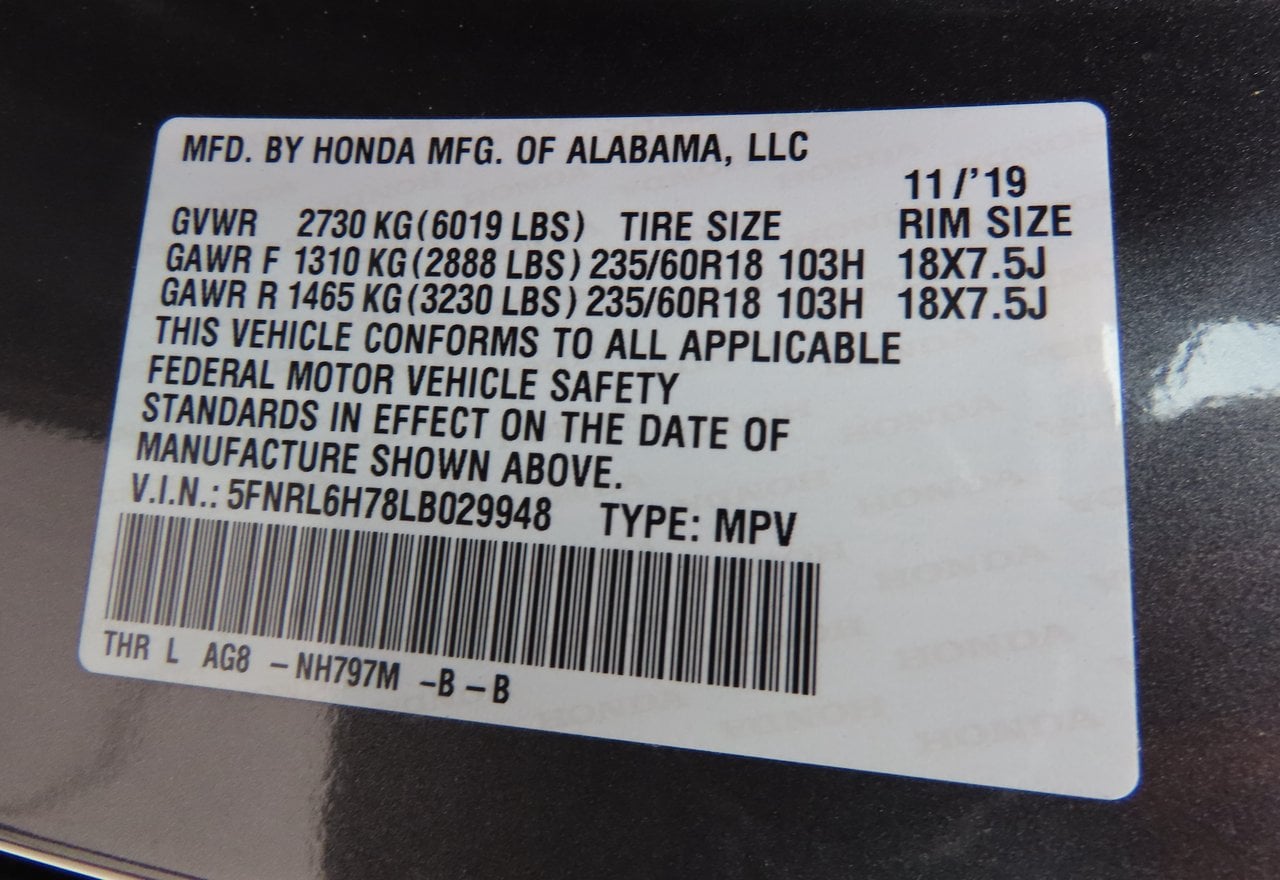 MFD. BY HONDA MFG. OF ALABAMA, LLC
11/'19
GVWR 2730 KG (6019 LBS) TIRE SIZE RIM SIZE
GAWR F 1310 KG (2888 LBS) 235/60R18 103H 18X7.5J
GAWR R 1465 KG (3230 LBS) 235/60R18 103H 18X7.5J
THIS VEHICLE CONFORMS TO ALL APPLICABLE
FEDERAL MOTOR VEHICLE SAFETY
STANDARDS IN EFFECT ON THE DATE OF
MANUFACTURE SHOWN ABOVE.
V.I.N.: 5FNRL6H78LB029948 TYPE: MPV
THR L AG8 -NH797M -B-B